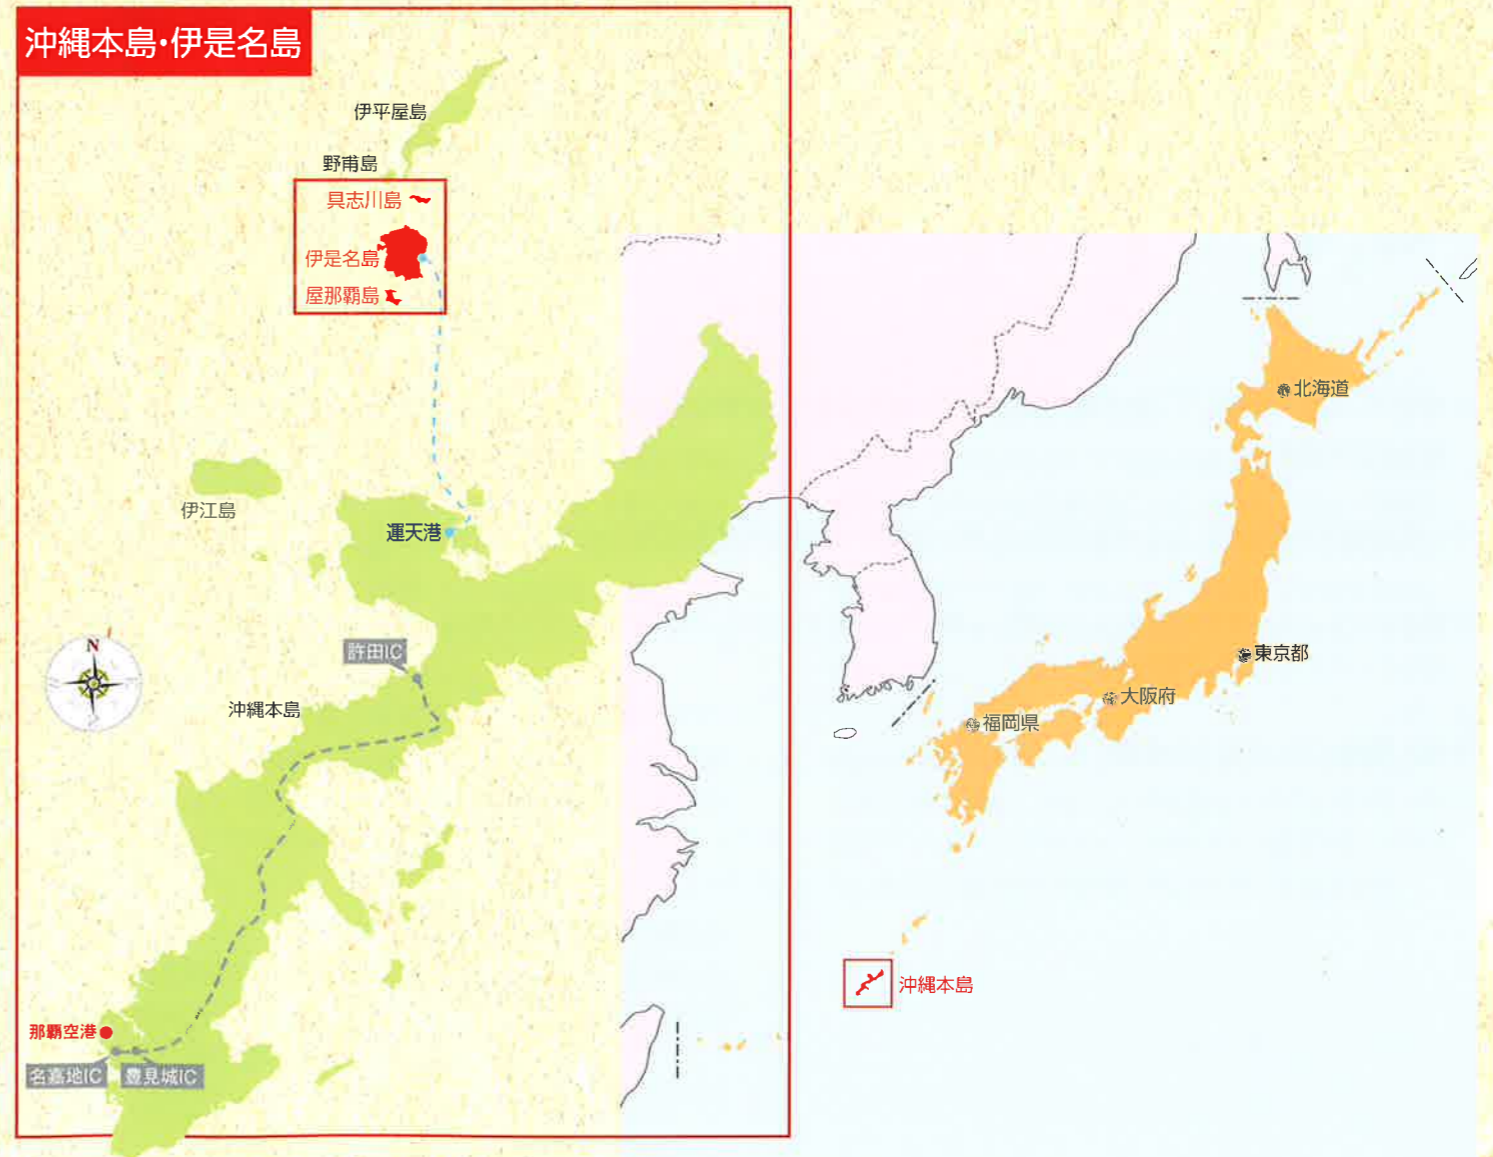 沖縄本島・伊是名島
伊平屋島
野甫島
具志川島
伊是名島
屋那覇島
伊江島
運天港
許田IC
N
沖縄本島
那覇空港
名嘉地IC
豊見城IC
北海道
東京都
大阪府
福岡県
沖縄本島